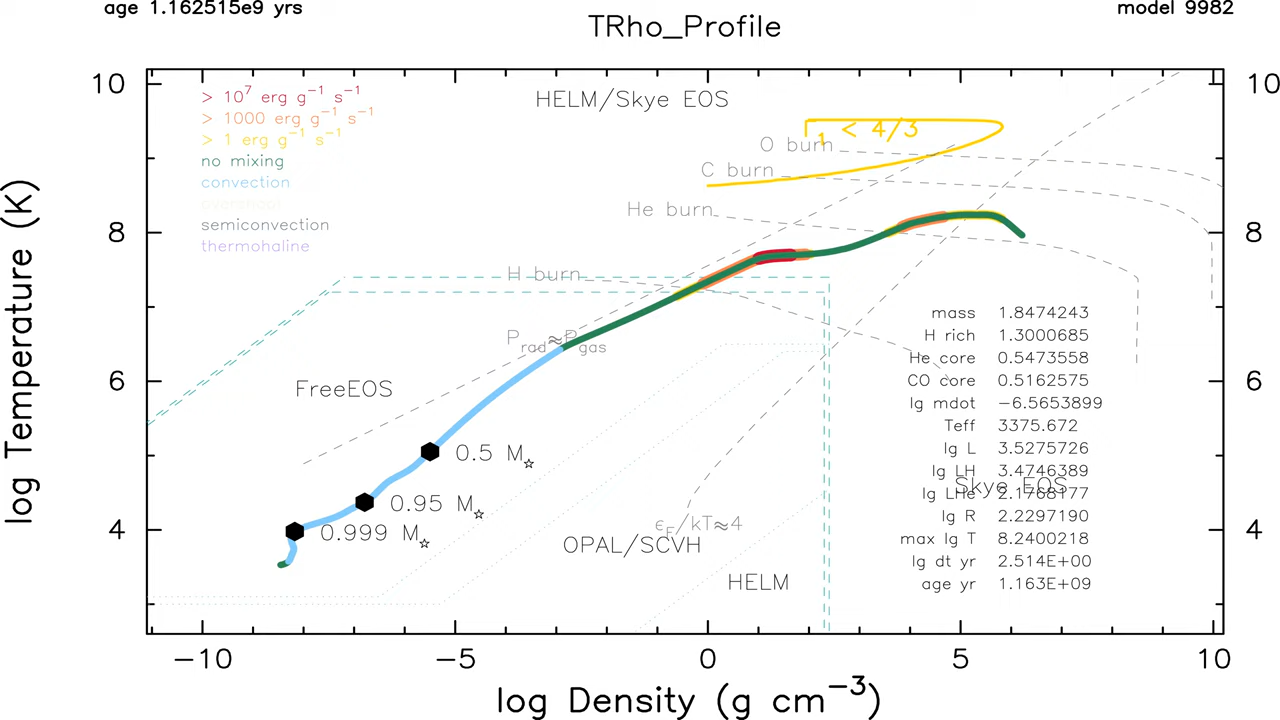 age 1.162515e9 yrs
model 9982
TRho_Profile
> 10⁷ erg g⁻¹ s⁻¹
> 1000 erg g⁻¹ s⁻¹
> 1 erg g⁻¹ s⁻¹
no mixing
convection
overshoot
semiconvection
thermohaline
HELM/Skye EOS
Γ₁ < 4/3
O burn
C burn
He burn
H burn
P_rad≈P_gas
FreeEOS
0.5 M☆
0.95 M☆
0.999 M☆
ϵ_F/kT≈4
OPAL/SCVH
HELM
Skye EOS
mass 1.8474243
H rich 1.3000685
He core 0.5473558
CO core 0.5162575
lg mdot −6.5653899
Teff 3375.672
lg L 3.5275726
lg LH 3.4746389
lg LHe 2.1768177
lg R 2.2297190
max lg T 8.2400218
lg dt yr 2.514E+00
age yr 1.163E+09
10
8
6
4
10
8
6
4
−10 −5 0 5 10
log Temperature (K)
log Density (g cm⁻³)